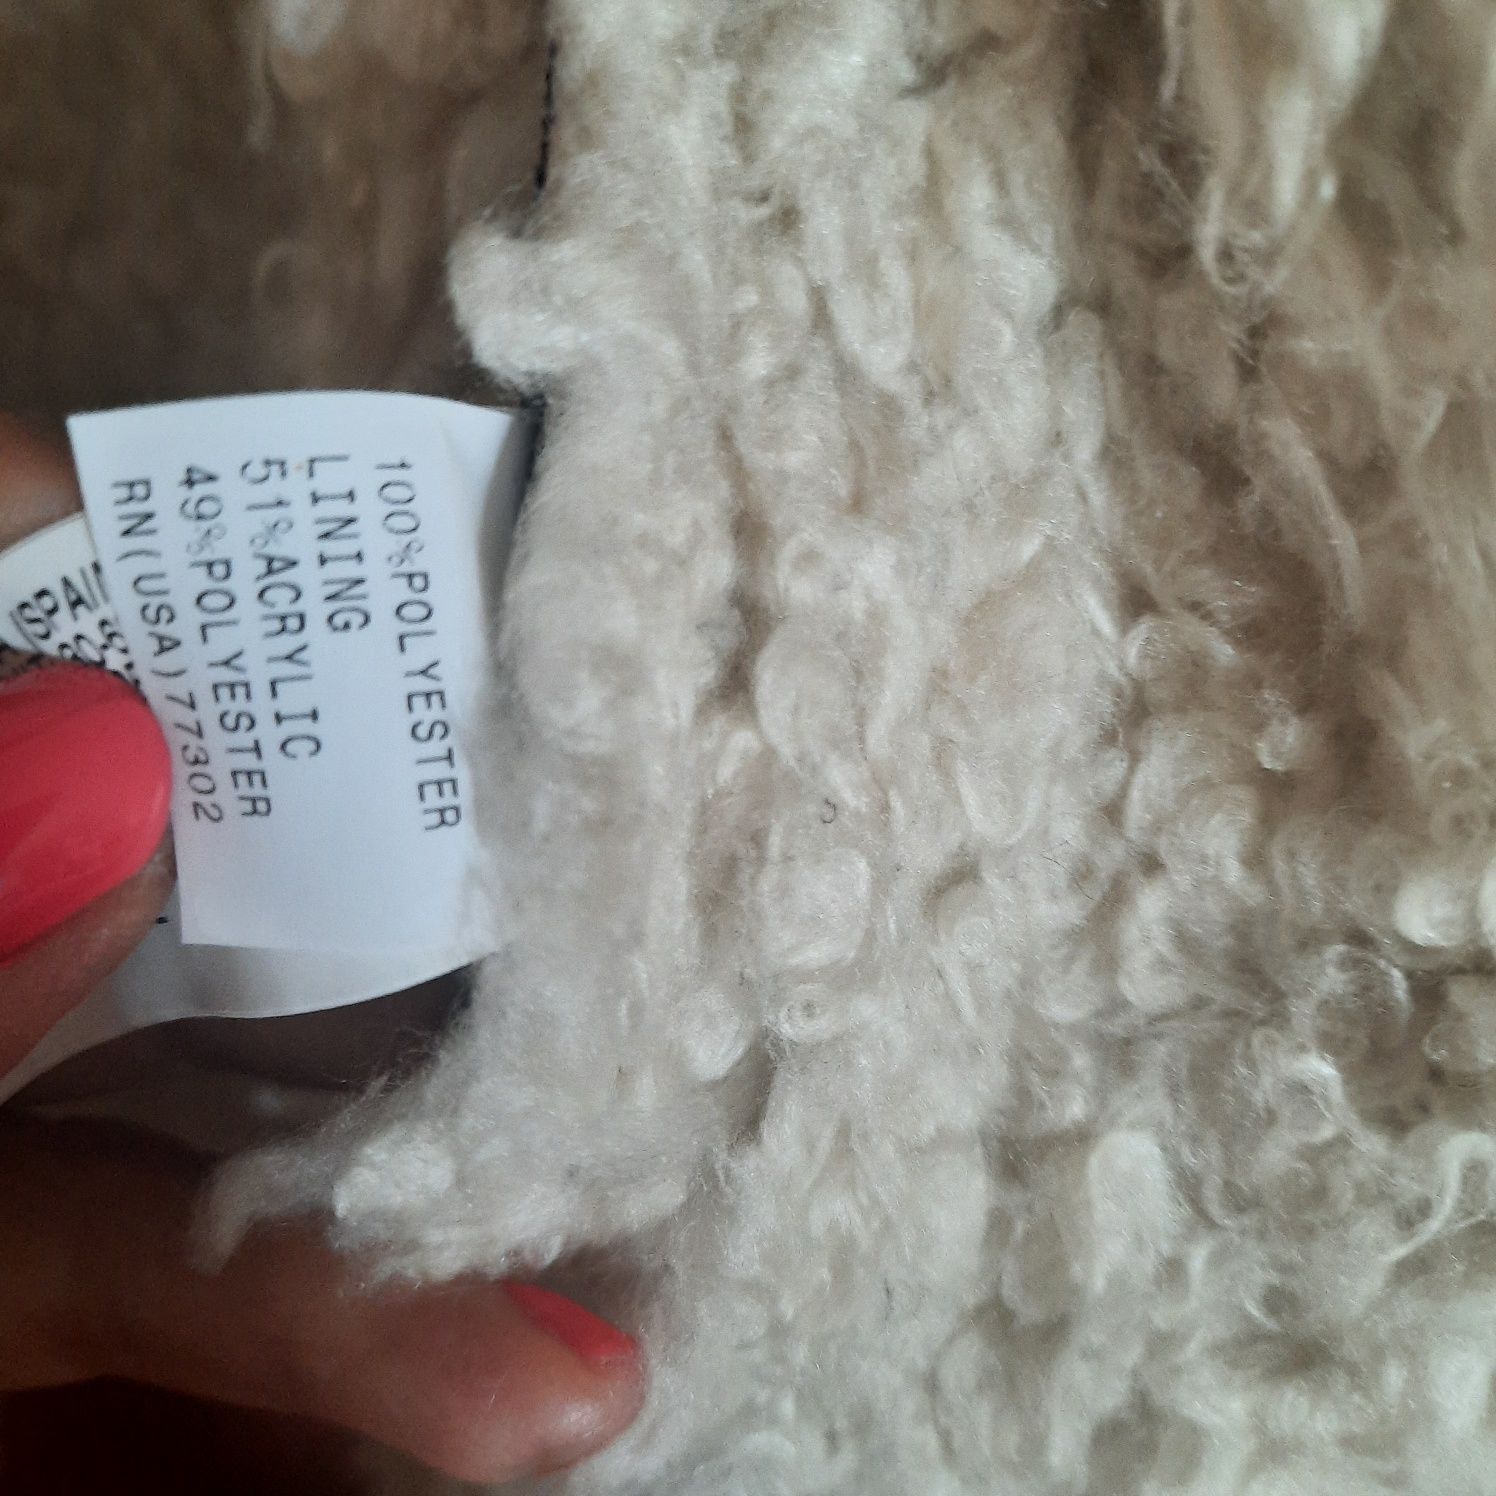 100%POLYESTER
LINING
51%ACRYLIC
49%POLYESTER
RN(USA)77302